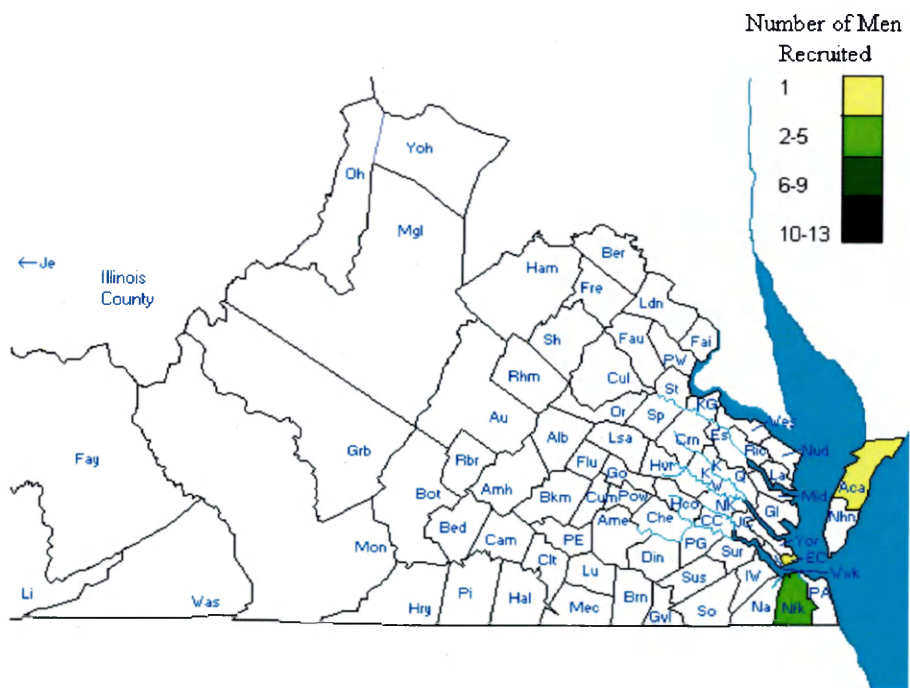 Number of Men
Recruited
1
2-5
6-9
10-13
Oh
Yoh
Mgl
←Je
Illinois
County
Ham
Ber
Fre
Ldn
Sh
Fau
Fai
PW
Rhm
Cul
St
KG
Au
Or
Sp
Wes
Es
Alb
Lsa
Crn
Ric
Nud
Fay
Grb
Rbr
Flu
Hvr
K
K
W
Q
La
Aca
Bot
Amh
Bkm
Go
Cum
Pow
Hco
NK
Mid
Gl
Nhn
Bed
Cam
PE
Ame
Che
CC
JC
Yor
EC
Mon
Clt
Din
PG
Sur
Wwk
Li
Was
Hry
Pi
Hal
Lu
Mec
Brn
Gvl
Sus
So
IW
Na
Nfk
PA